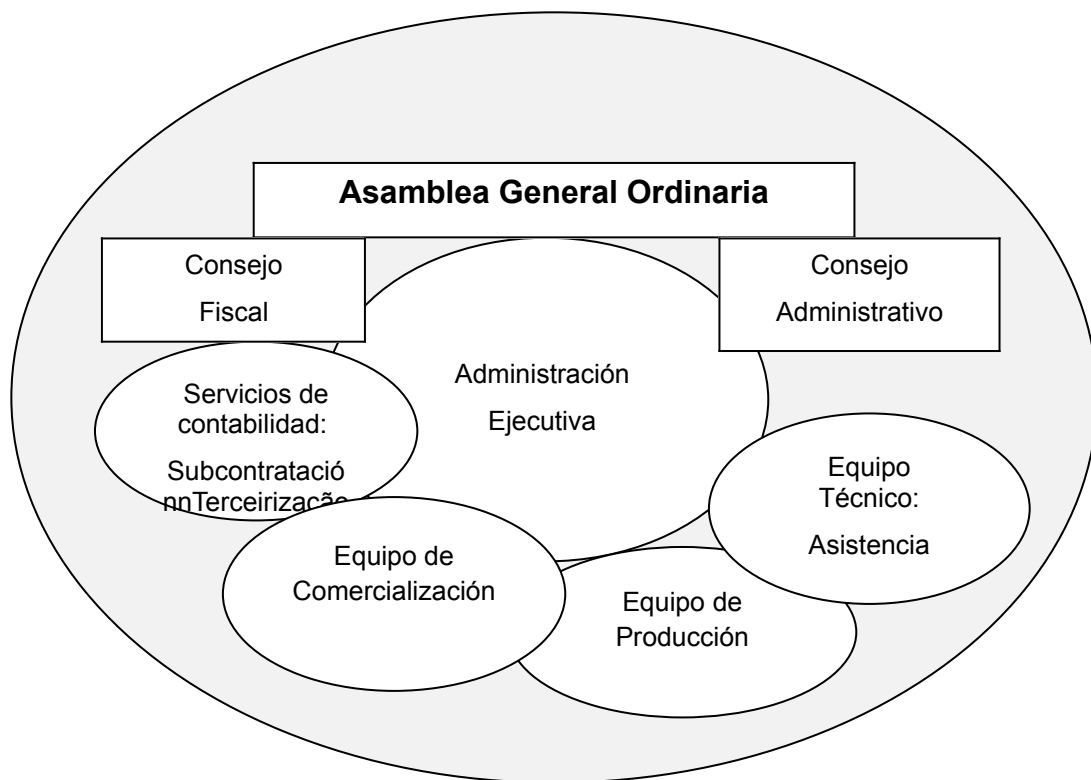 Asamblea General Ordinaria
Consejo
Fiscal
Consejo
Administrativo
Administración
Ejecutiva
Servicios de
contabilidad:
Subcontratació
nnTerceirização
Equipo
Técnico:
Asistencia
Equipo de
Comercialización
Equipo de
Producción